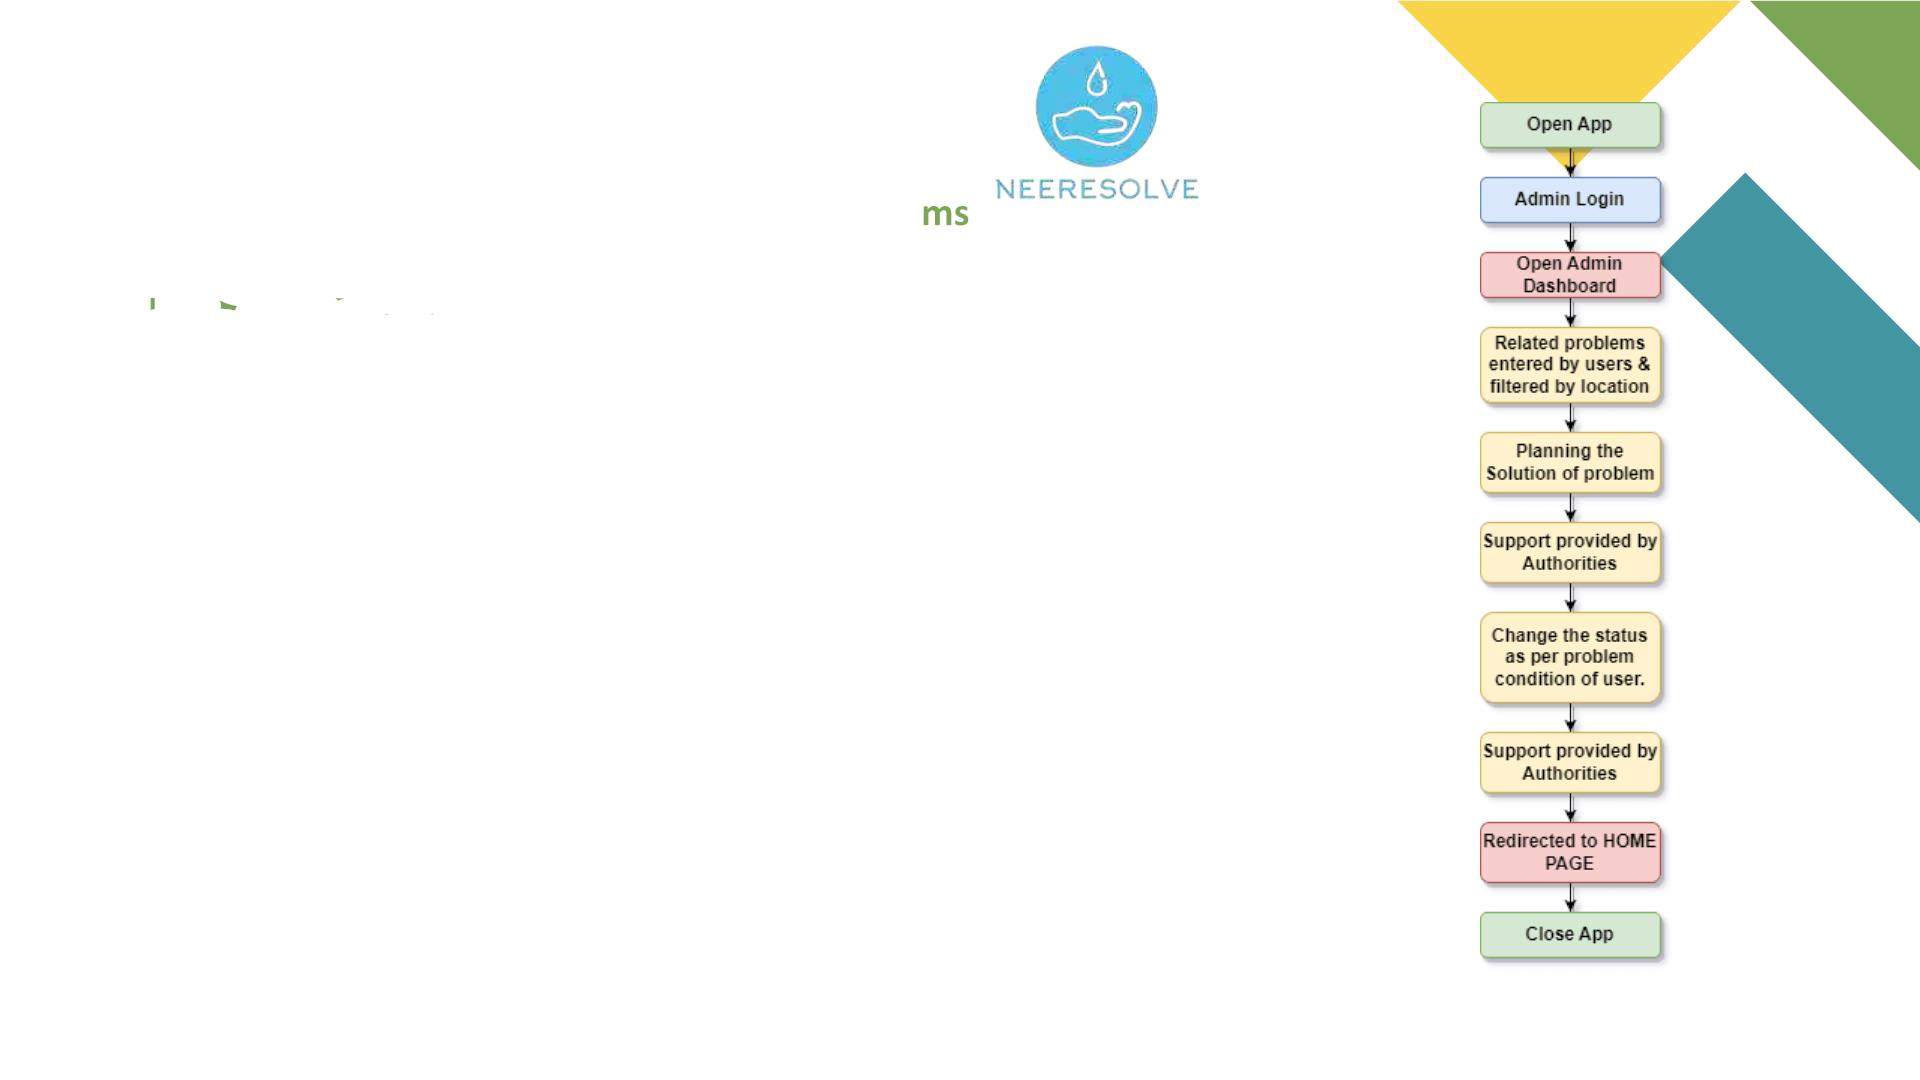 NEERESOLVE
ms
Open App
Admin Login
Open Admin
Dashboard
Related problems
entered by users &
filtered by location
Planning the
Solution of problem
Support provided by
Authorities
Change the status
as per problem
condition of user.
Support provided by
Authorities
Redirected to HOME
PAGE
Close App